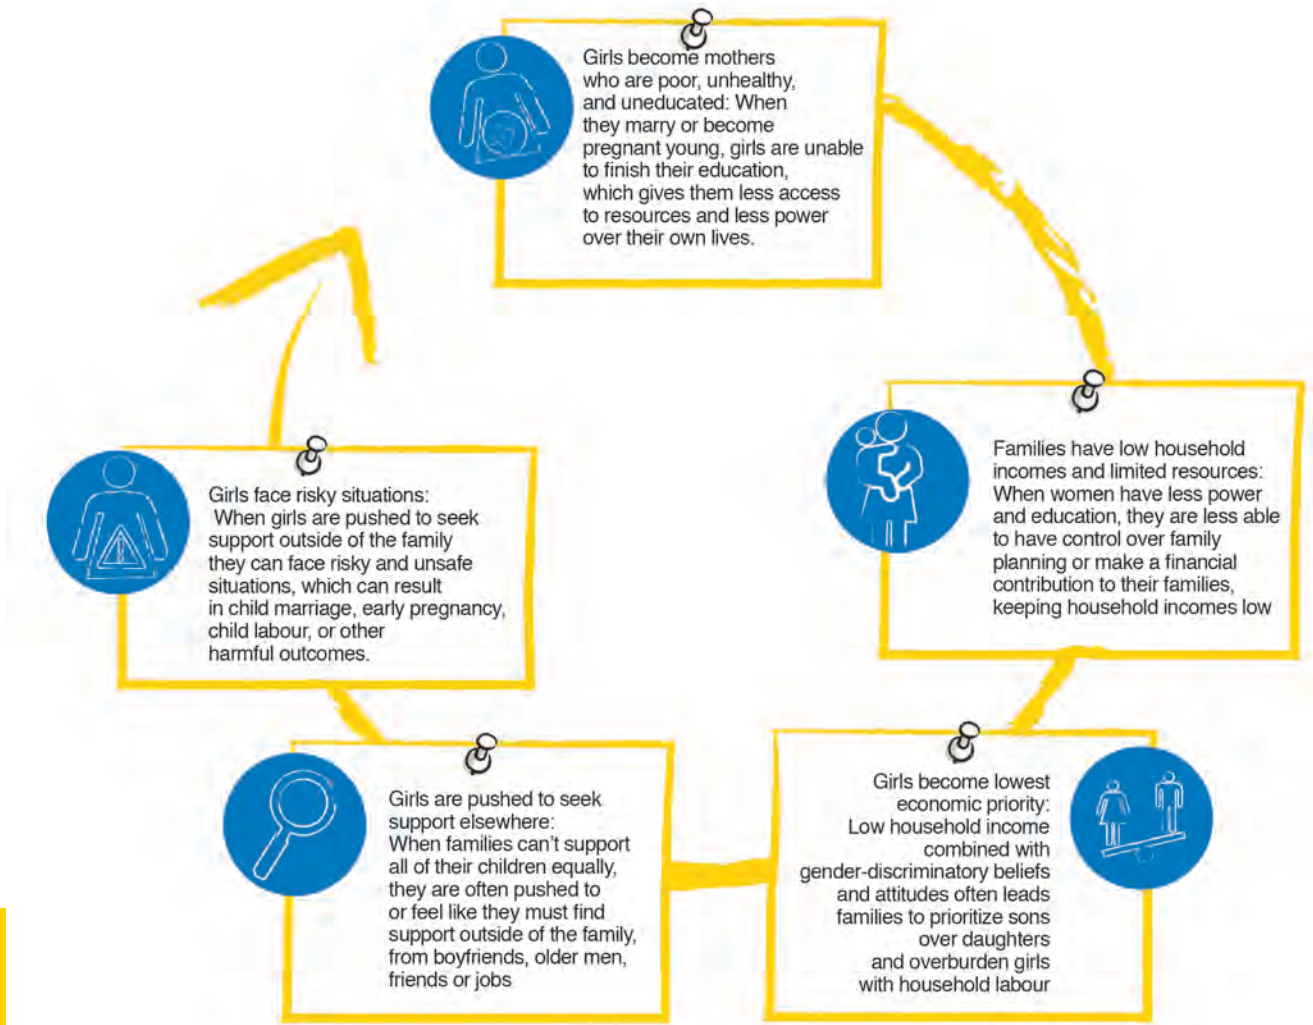 Girls become mothers
who are poor, unhealthy,
and uneducated: When
they marry or become
pregnant young, girls are unable
to finish their education,
which gives them less access
to resources and less power
over their own lives.
Families have low household
incomes and limited resources:
When women have less power
and education, they are less able
to have control over family
planning or make a financial
contribution to their families,
keeping household incomes low
Girls become lowest
economic priority:
Low household income
combined with
gender-discriminatory beliefs
and attitudes often leads
families to prioritize sons
over daughters
and overburden girls
with household labour
Girls are pushed to seek
support elsewhere:
When families can't support
all of their children equally,
they are often pushed to
or feel like they must find
support outside of the family,
from boyfriends, older men,
friends or jobs
Girls face risky situations:
When girls are pushed to seek
support outside of the family
they can face risky and unsafe
situations, which can result
in child marriage, early pregnancy,
child labour, or other
harmful outcomes.